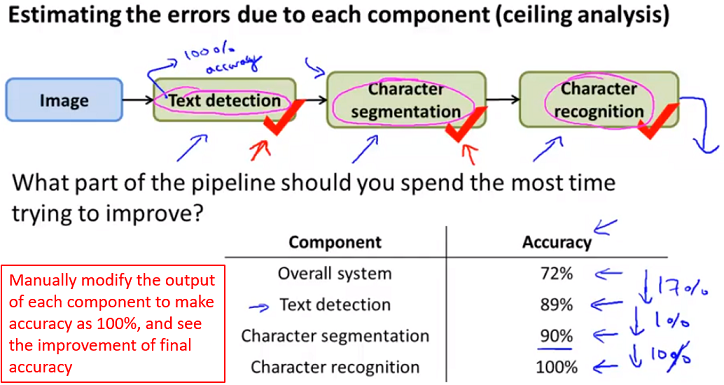 Estimating the errors due to each component (ceiling analysis)
100%
accuracy
Image
Text detection
Character
segmentation
Character
recognition
What part of the pipeline should you spend the most time
trying to improve?
Component Accuracy
Overall system 72%
17%
Text detection 89%
1%
Character segmentation 90%
10%
Character recognition 100%
Manually modify the output
of each component to make
accuracy as 100%, and see
the improvement of final
accuracy